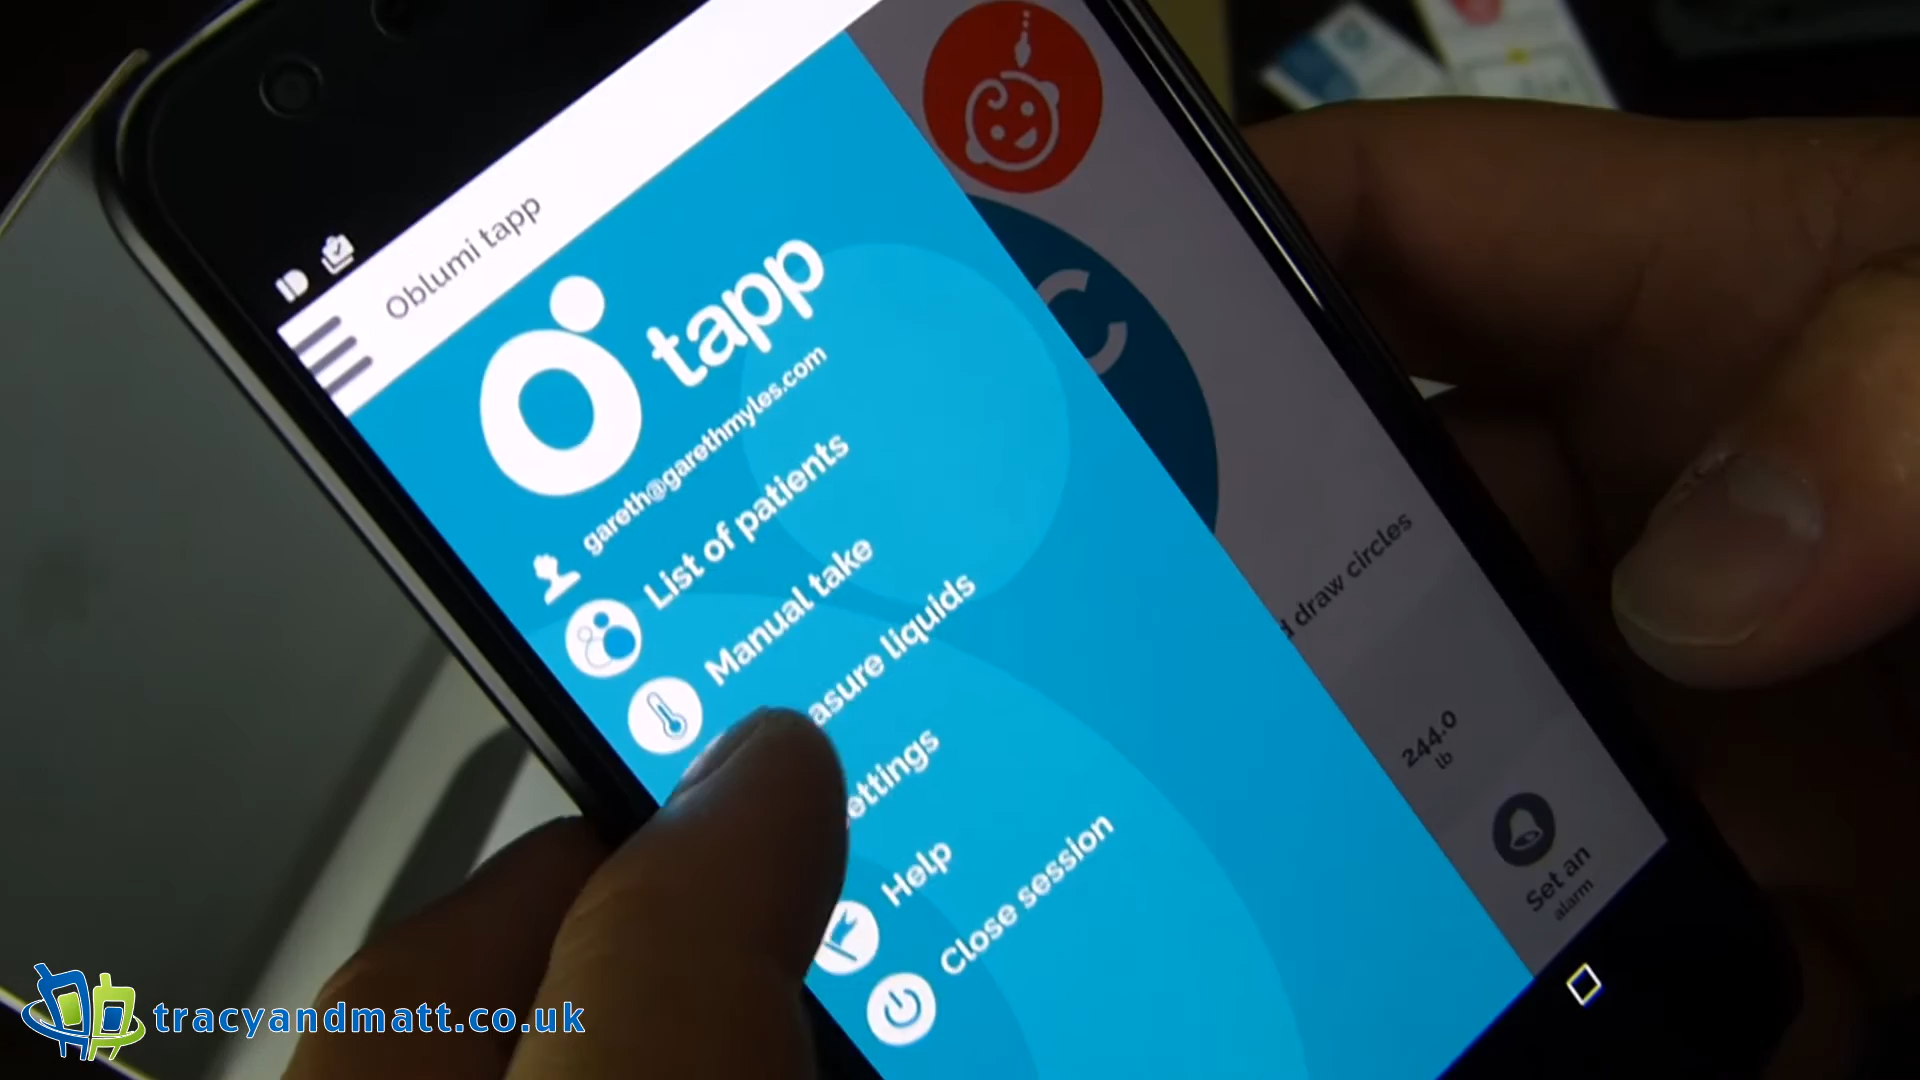 Oblumi tapp
tapp
gareth@garethmyles.com
List of patients
Manual take
asure liquids
ettings
Help
Close session
C
d draw circles
244.0
lb
Set an
alarm
tracyandmatt.co.uk